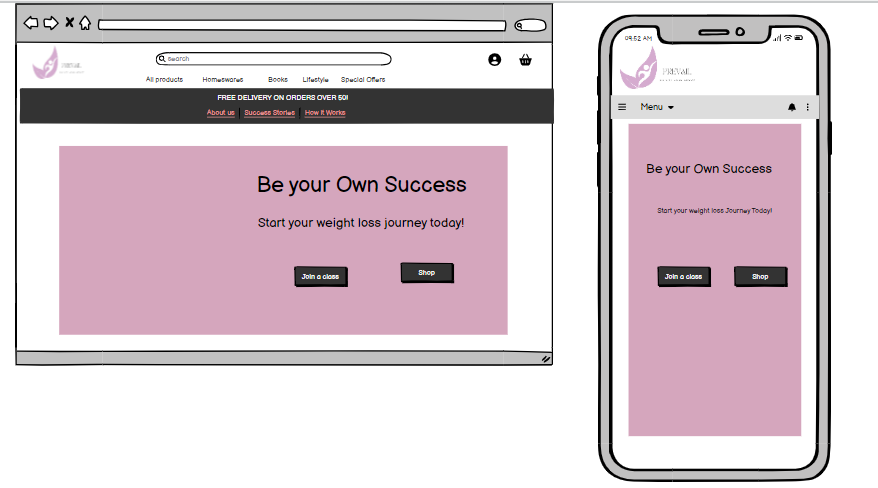 PREVAIL
search
All products Homewares Books Lifestyle Special Offers
FREE DELIVERY ON ORDERS OVER 50!
About us Success Stories How it Works
Be your Own Success
Start your weight loss journey today!
Join a class Shop
09:52 AM
PREVAIL
Menu
Be your Own Success
Start your weight loss Journey Today!
Join a class Shop